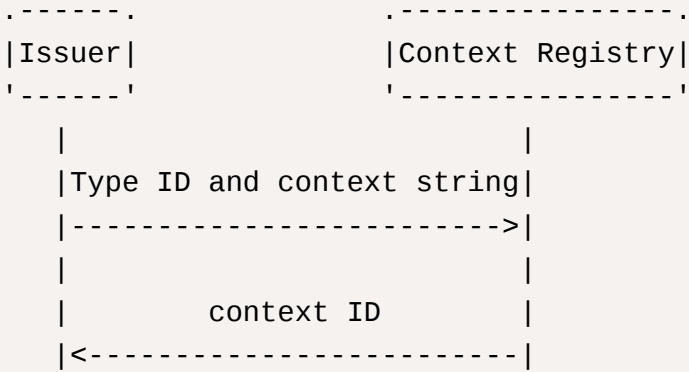 .------.                 .----------------.
|Issuer|                 |Context Registry|
'------'                 '----------------'
   |                             |
   |Type ID and context string|
   |------------------------->|
   |                             |
   |        context ID        |
   |<-------------------------|